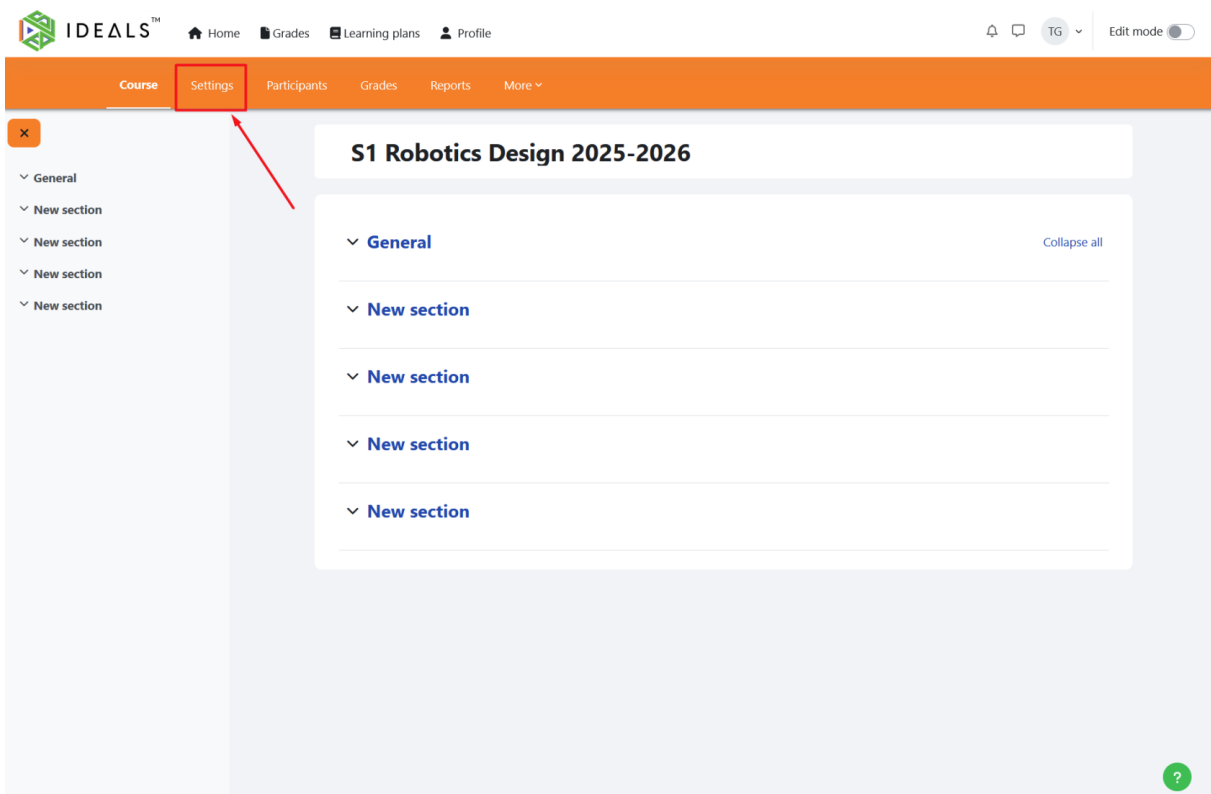 IDEALS™ Home Grades Learning plans Profile TG Edit mode
Course Settings Participants Grades Reports More
S1 Robotics Design 2025-2026
General
New section
New section
New section
New section
General Collapse all
New section
New section
New section
New section
?